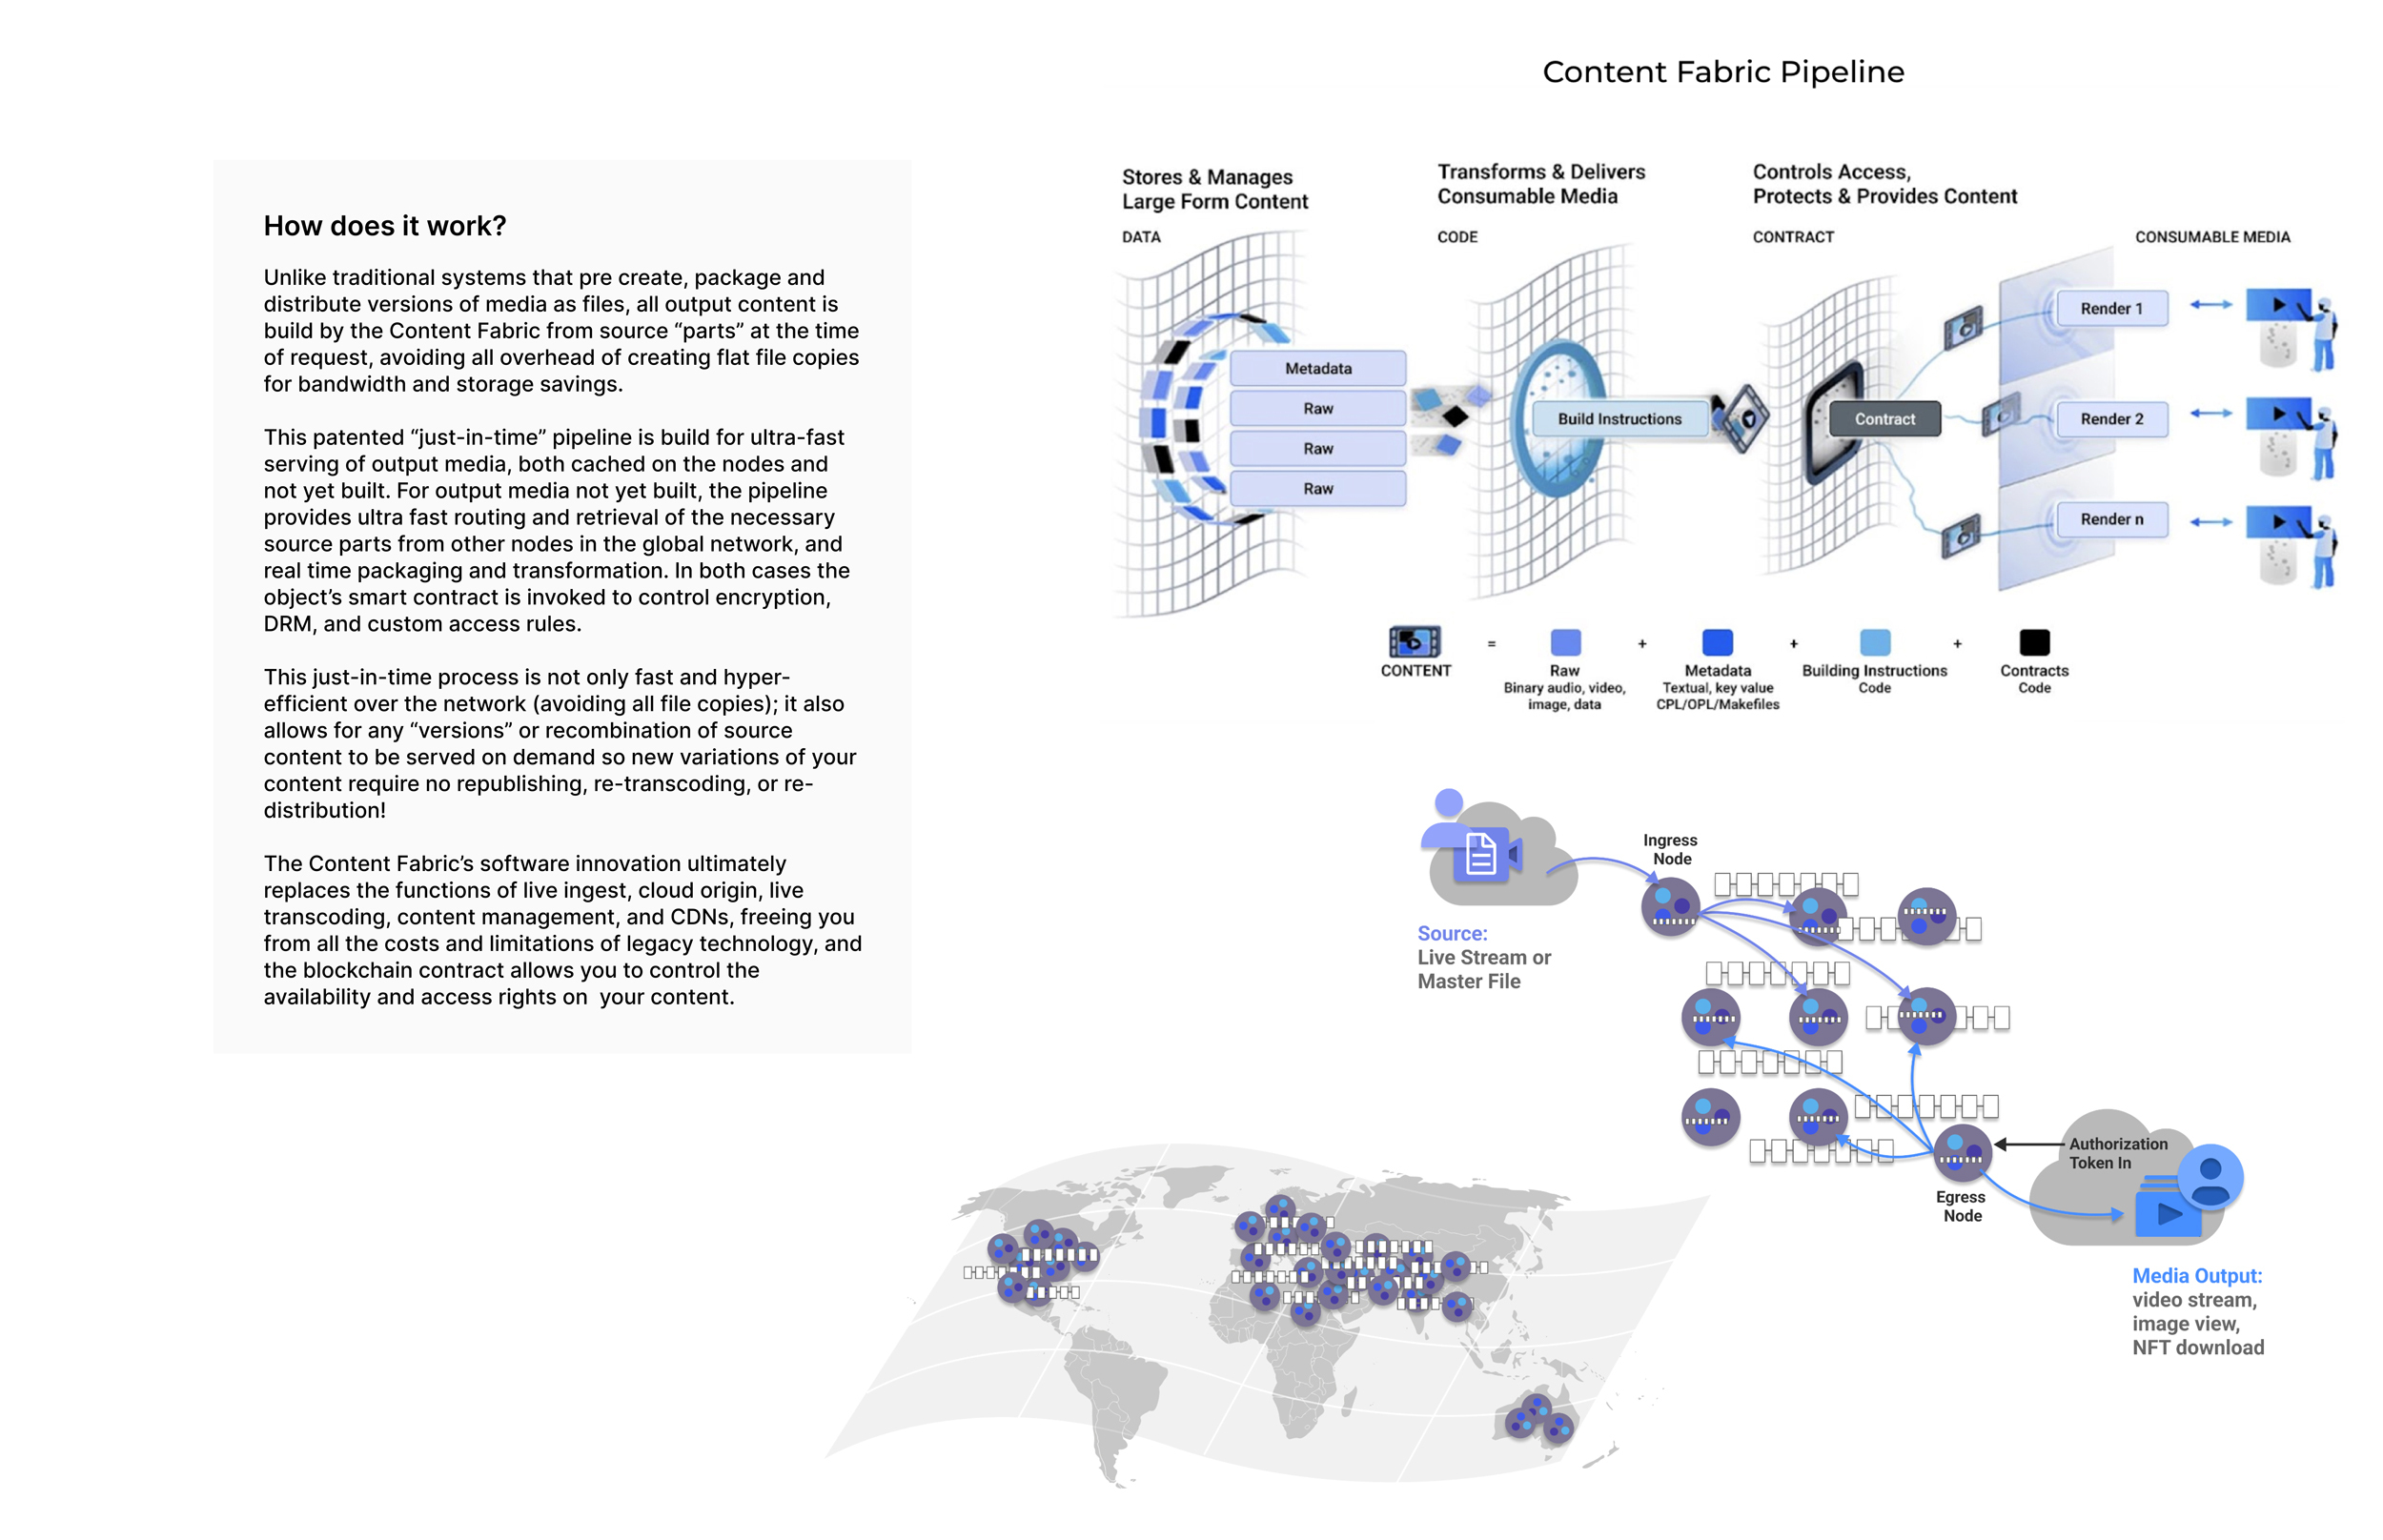 Content Fabric Pipeline
How does it work?
Unlike traditional systems that pre create, package and
distribute versions of media as files, all output content is
build by the Content Fabric from source “parts” at the time
of request, avoiding all overhead of creating flat file copies
for bandwidth and storage savings.
This patented “just-in-time” pipeline is build for ultra-fast
serving of output media, both cached on the nodes and
not yet built. For output media not yet built, the pipeline
provides ultra fast routing and retrieval of the necessary
source parts from other nodes in the global network, and
real time packaging and transformation. In both cases the
object’s smart contract is invoked to control encryption,
DRM, and custom access rules.
This just-in-time process is not only fast and hyper-
efficient over the network (avoiding all file copies); it also
allows for any “versions” or recombination of source
content to be served on demand so new variations of your
content require no republishing, re-transcoding, or re-
distribution!
The Content Fabric’s software innovation ultimately
replaces the functions of live ingest, cloud origin, live
transcoding, content management, and CDNs, freeing you
from all the costs and limitations of legacy technology, and
the blockchain contract allows you to control the
availability and access rights on  your content.
Stores & Manages
Large Form Content
DATA
Transforms & Delivers
Consumable Media
CODE
Controls Access,
Protects & Provides Content
CONTRACT
CONSUMABLE MEDIA
Metadata
Raw
Raw
Raw
Build Instructions
Contract
Render 1
Render 2
Render n
CONTENT
=
Raw
Binary audio, video,
image, data
+
Metadata
Textual, key value
CPL/OPL/Makefiles
+
Building Instructions
Code
+
Contracts
Code
Source:
Live Stream or
Master File
Ingress
Node
Authorization
Token In
Egress
Node
Media Output:
video stream,
image view,
NFT download